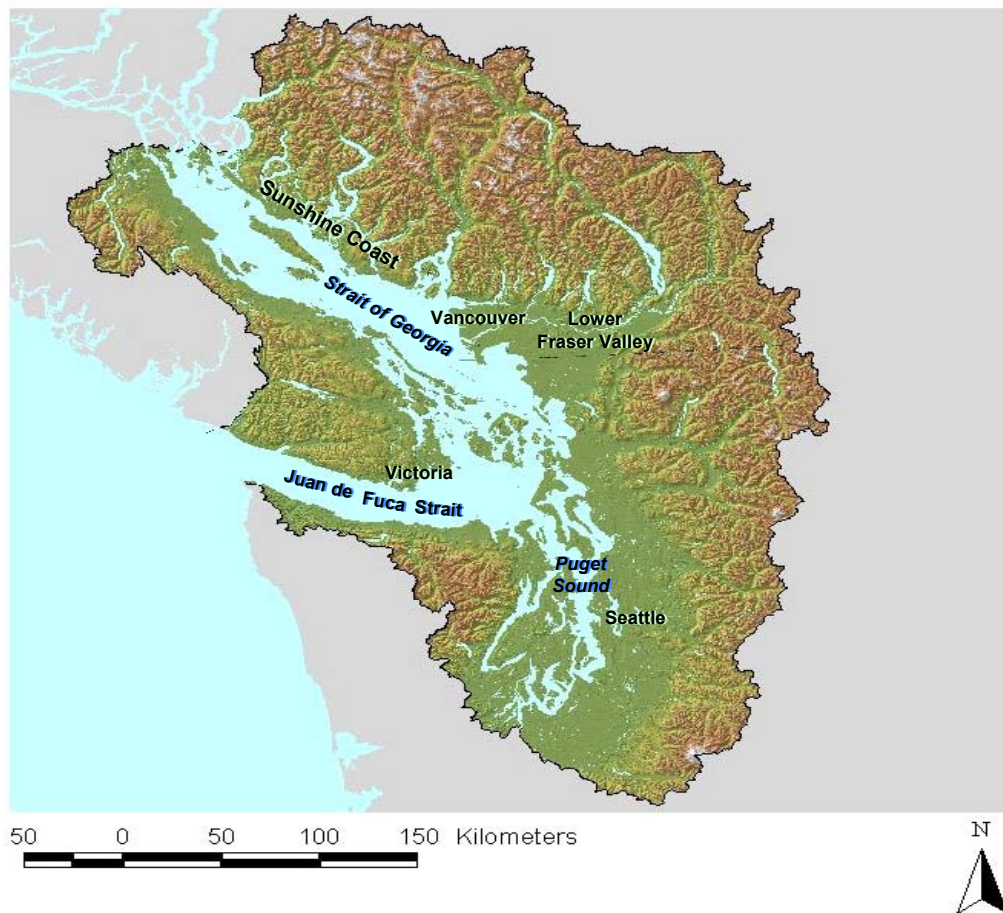 Sunshine Coast
Strait of Georgia
Vancouver
Lower
Fraser Valley
Victoria
Juan de Fuca Strait
Puget
Sound
Seattle
50 0 50 100 150 Kilometers
N